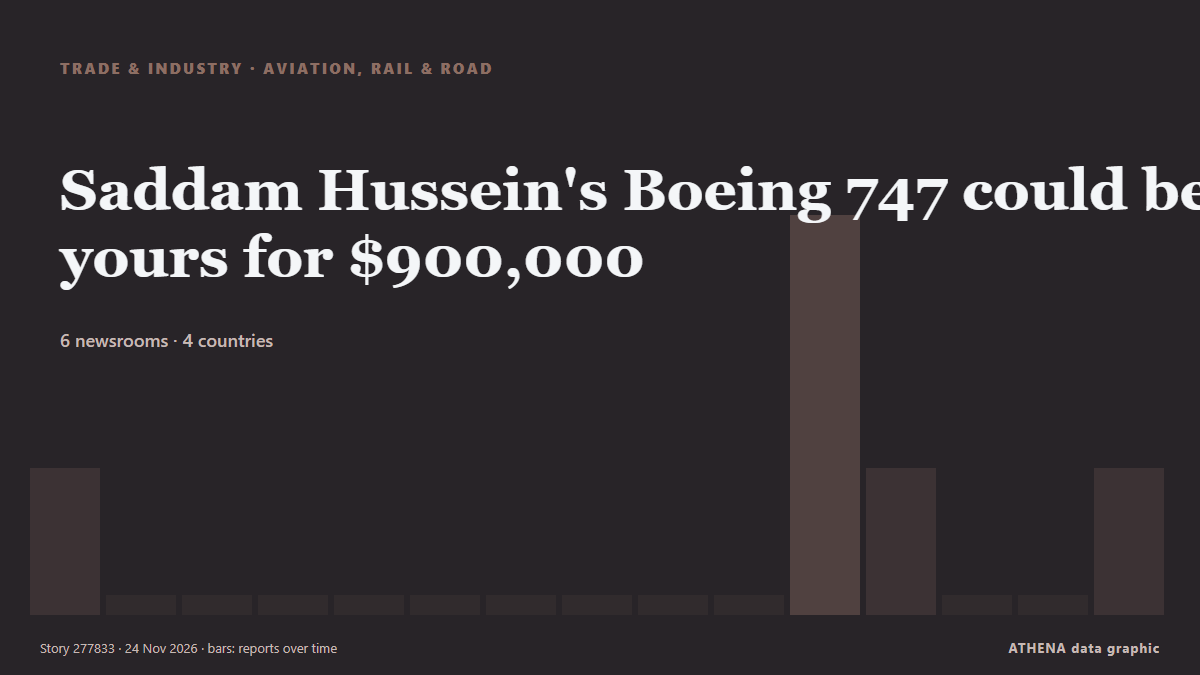 TRADE & INDUSTRY · AVIATION, RAIL & ROAD
Saddam Hussein's Boeing 747 could be
yours for $900,000
6 newsrooms · 4 countries
Story 277833 · 24 Nov 2026 · bars: reports over time
ATHENA data graphic